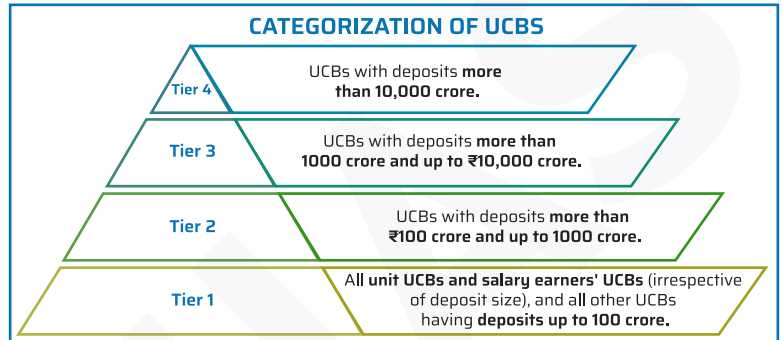 CATEGORIZATION OF UCBS
Tier 4
UCBs with deposits more
than 10,000 crore.
Tier 3
UCBs with deposits more than
1000 crore and up to ₹10,000 crore.
Tier 2
UCBs with deposits more than
₹100 crore and up to 1000 crore.
Tier 1
All unit UCBs and salary earners' UCBs (irrespective
of deposit size), and all other UCBs
having deposits up to 100 crore.